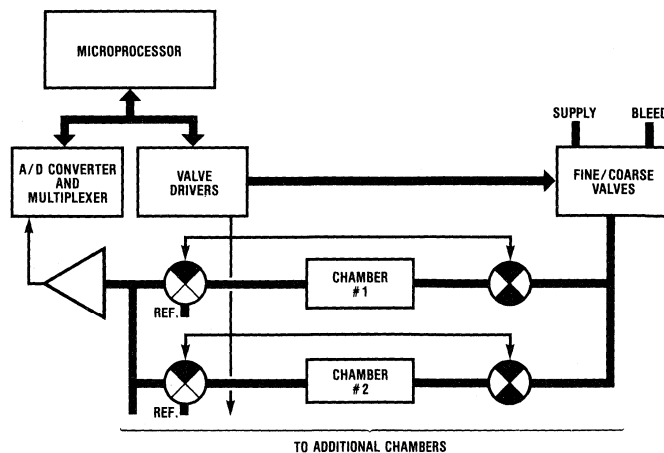 MICROPROCESSOR
SUPPLY
BLEED
A/D CONVERTER
AND
MULTIPLEXER
VALVE
DRIVERS
FINE/COARSE
VALVES
CHAMBER
#1
REF.
CHAMBER
#2
REF.
TO ADDITIONAL CHAMBERS